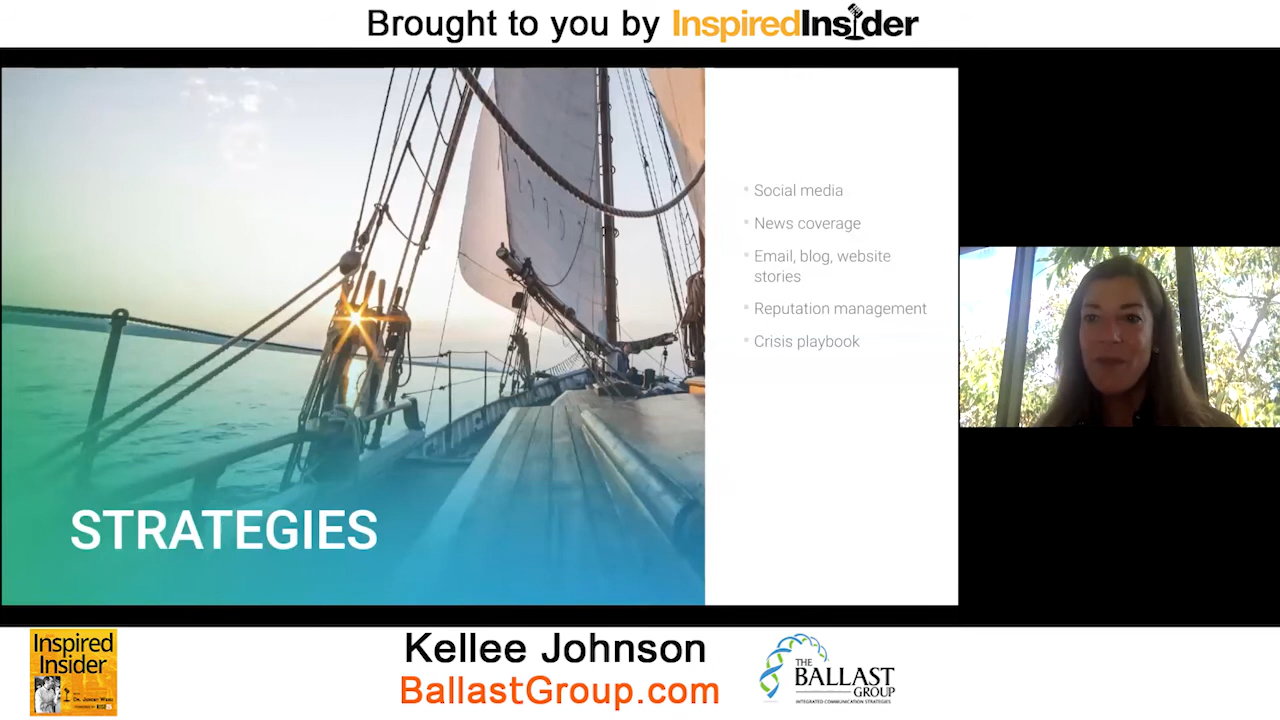 Brought to you by InspiredInsider
Social media
News coverage
Email, blog, website
stories
Reputation management
Crisis playbook
STRATEGIES
Inspired
Insider
Kellee Johnson
BallastGroup.com
THE
BALLAST
GROUP
INTEGRATED COMMUNICATION STRATEGIES